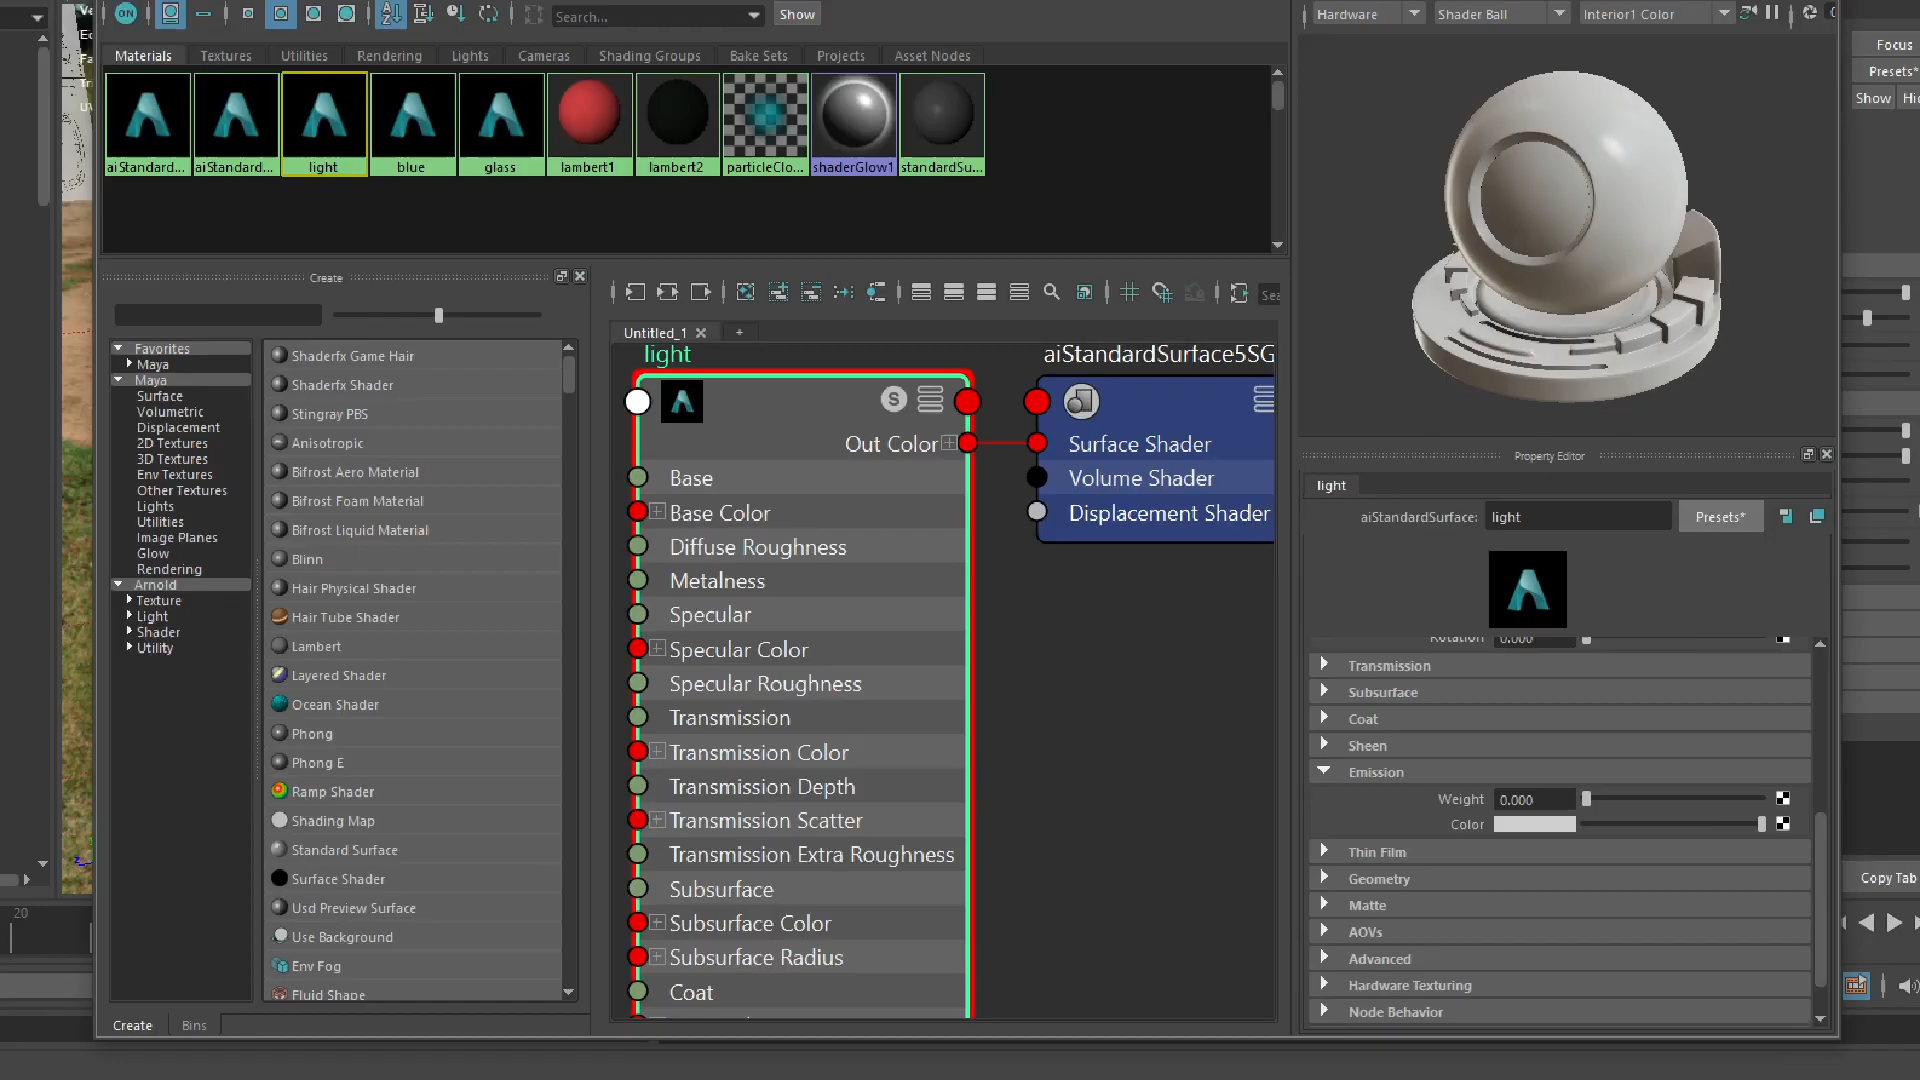 ON
Search...
Show
Hardware
Shader Ball
Interior1 Color
Focus
Presets*
Show
Materials
Textures
Utilities
Rendering
Lights
Cameras
Shading Groups
Bake Sets
Projects
Asset Nodes
aiStandard...
aiStandard...
light
blue
glass
lambert1
lambert2
particleClo...
shaderGlow1
standardSu...
Create
Untitled_1
+
Favorites
Maya
Maya
Surface
Volumetric
Displacement
2D Textures
3D Textures
Env Textures
Other Textures
Lights
Utilities
Image Planes
Glow
Rendering
Arnold
Texture
Light
Shader
Utility
Shaderfx Game Hair
Shaderfx Shader
Stingray PBS
Anisotropic
Bifrost Aero Material
Bifrost Foam Material
Bifrost Liquid Material
Blinn
Hair Physical Shader
Hair Tube Shader
Lambert
Layered Shader
Ocean Shader
Phong
Phong E
Ramp Shader
Shading Map
Standard Surface
Surface Shader
Usd Preview Surface
Use Background
Env Fog
Fluid Shape
Create
Bins
light
S
Out Color
Base
Base Color
Diffuse Roughness
Metalness
Specular
Specular Color
Specular Roughness
Transmission
Transmission Color
Transmission Depth
Transmission Scatter
Transmission Extra Roughness
Subsurface
Subsurface Color
Subsurface Radius
Coat
aiStandardSurface5SG
Surface Shader
Volume Shader
Displacement Shader
Property Editor
light
aiStandardSurface:
light
Presets*
Rotation
0.000
Transmission
Subsurface
Coat
Sheen
Emission
Weight
0.000
Color
Thin Film
Geometry
Matte
AOVs
Advanced
Hardware Texturing
Node Behavior
Copy Tab
20